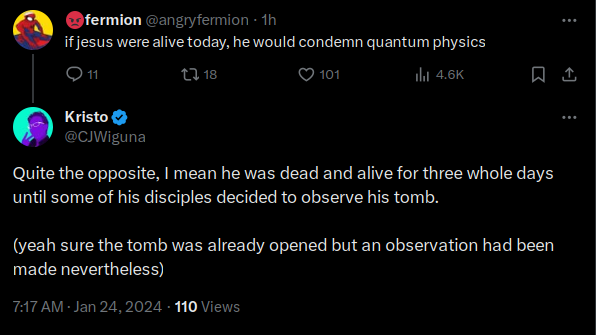 😡fermion @angryfermion · 1h
if jesus were alive today, he would condemn quantum physics
11 18 101 4.6K
Kristo
@CJWiguna
Quite the opposite, I mean he was dead and alive for three whole days
until some of his disciples decided to observe his tomb.
(yeah sure the tomb was already opened but an observation had been
made nevertheless)
7:17 AM · Jan 24, 2024 · 110 Views